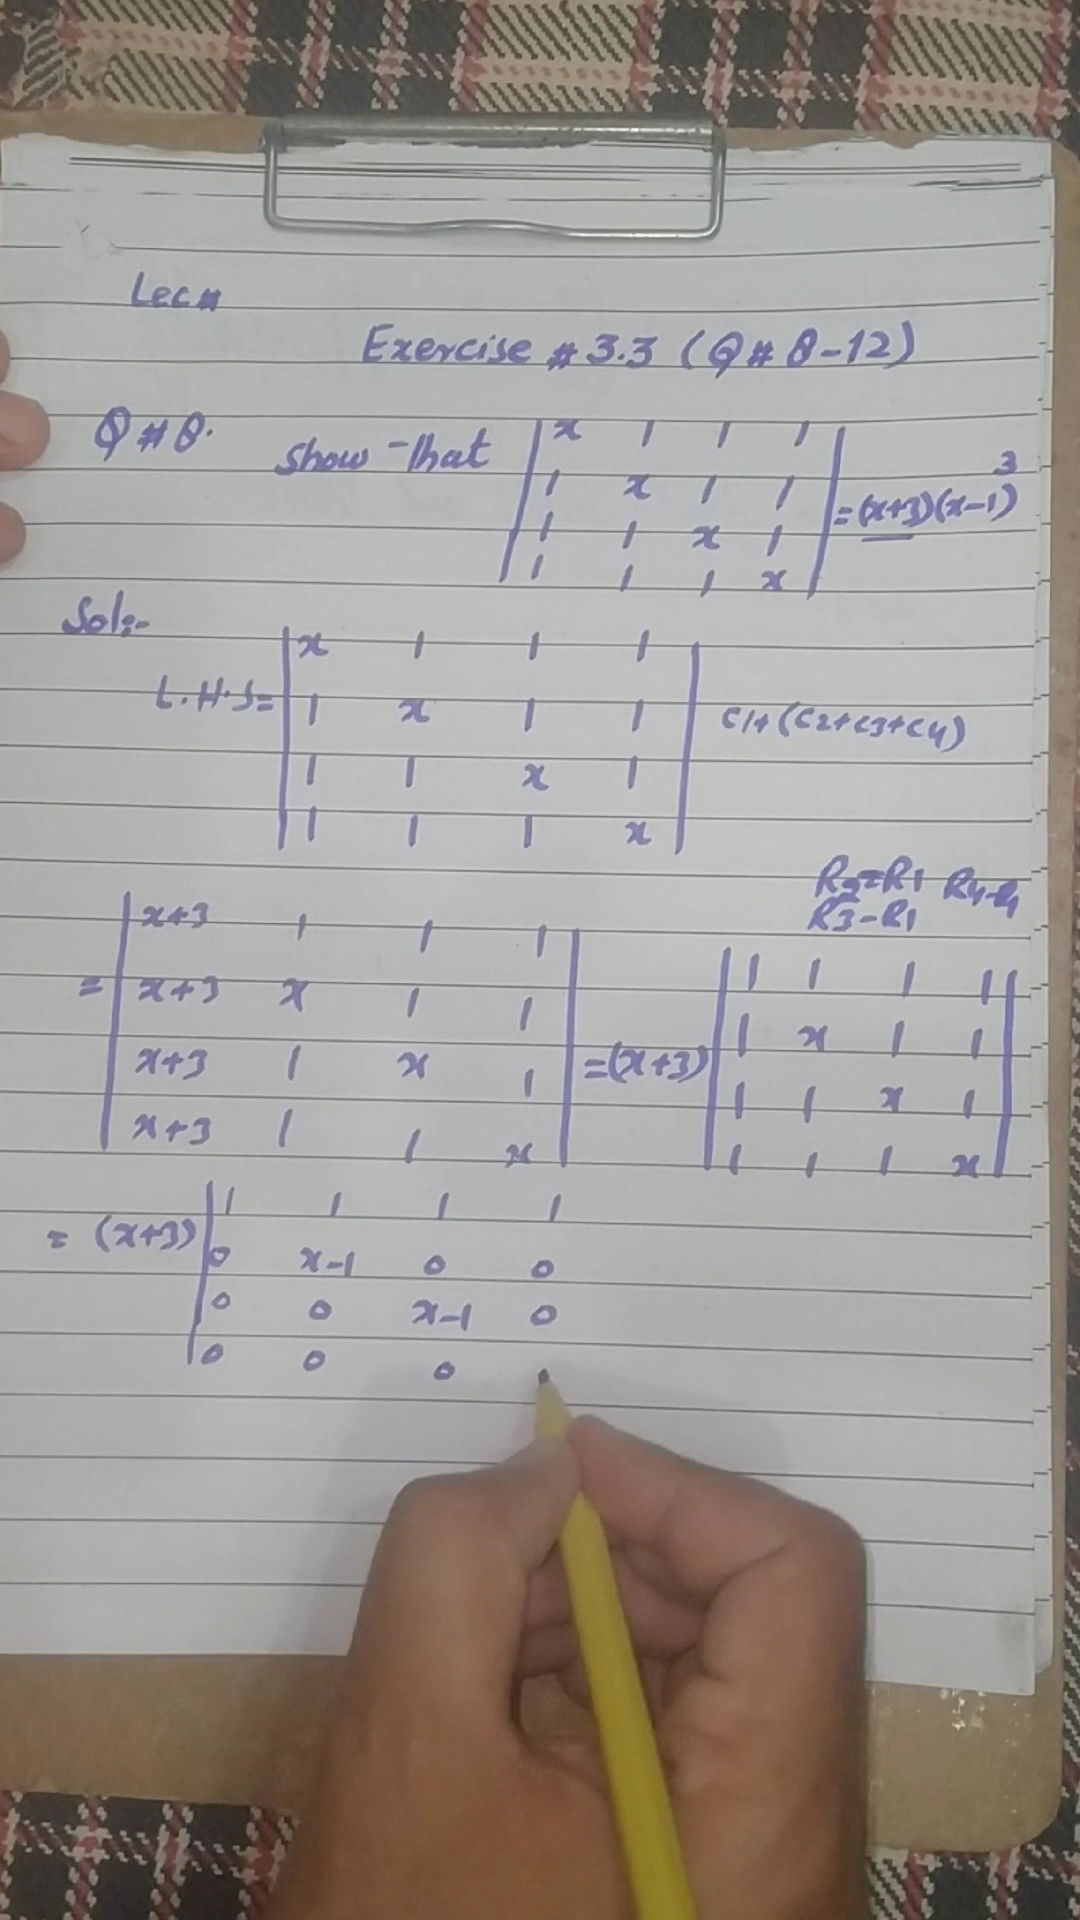 Lec#
Exercise # 3.3 (Q# 8-12)
Q#8. Show that | x 1 1 1 |
| 1 x 1 1 | = (x+3)(x-1)³
| 1 1 x 1 |
| 1 1 1 x |
Sol:-
L.H.S= | x 1 1 1 |
| 1 x 1 1 | C1+(C2+C3+C4)
| 1 1 x 1 |
| 1 1 1 x |
R2-R1 R4-R1
R3-R1
= | x+3 1 1 1 | = (x+3) | 1 1 1 1 |
| x+3 x 1 1 | | 1 x 1 1 |
| x+3 1 x 1 | | 1 1 x 1 |
| x+3 1 1 x | | 1 1 1 x |
= (x+3) | 1 1 1 1
| 0 x-1 0 0
| 0 0 x-1 0
| 0 0 0